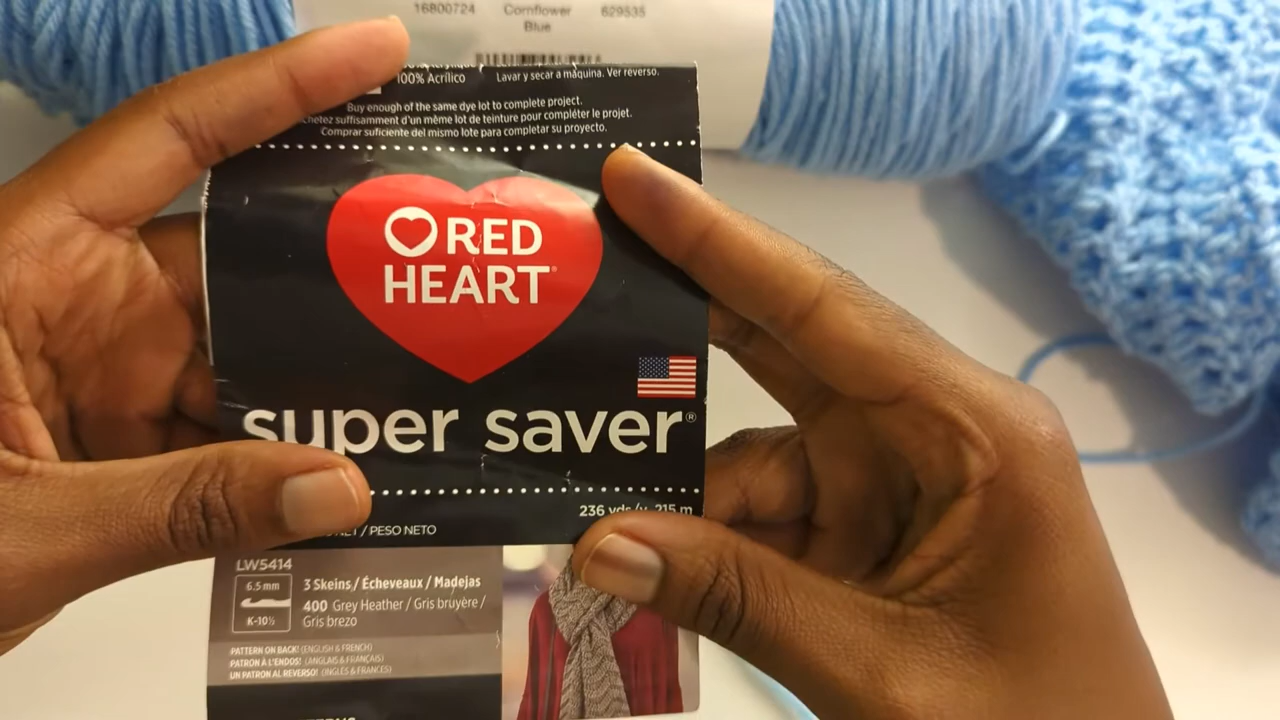 16800724 Cornflower Blue 629535
100% Acrílico Lavar y secar a máquina. Ver reverso.
Buy enough of the same dye lot to complete project.
hetez suffisamment d'un même lot de teinture pour compléter le projet.
Comprar suficiente del mismo lote para completar su proyecto.
RED
HEART
super saver®
236 yds/v. 215 m
/ PESO NETO
LW5414
6.5 mm
K-10½
3 Skeins / Écheveaux / Madejas
400 Grey Heather / Gris bruyère /
Gris brezo
PATTERN ON BACK! (ENGLISH & FRENCH)
PATRON À L'ENDOS! (ANGLAIS & FRANÇAIS)
UN PATRON AL REVERSO! (INGLÉS & FRANCÉS)